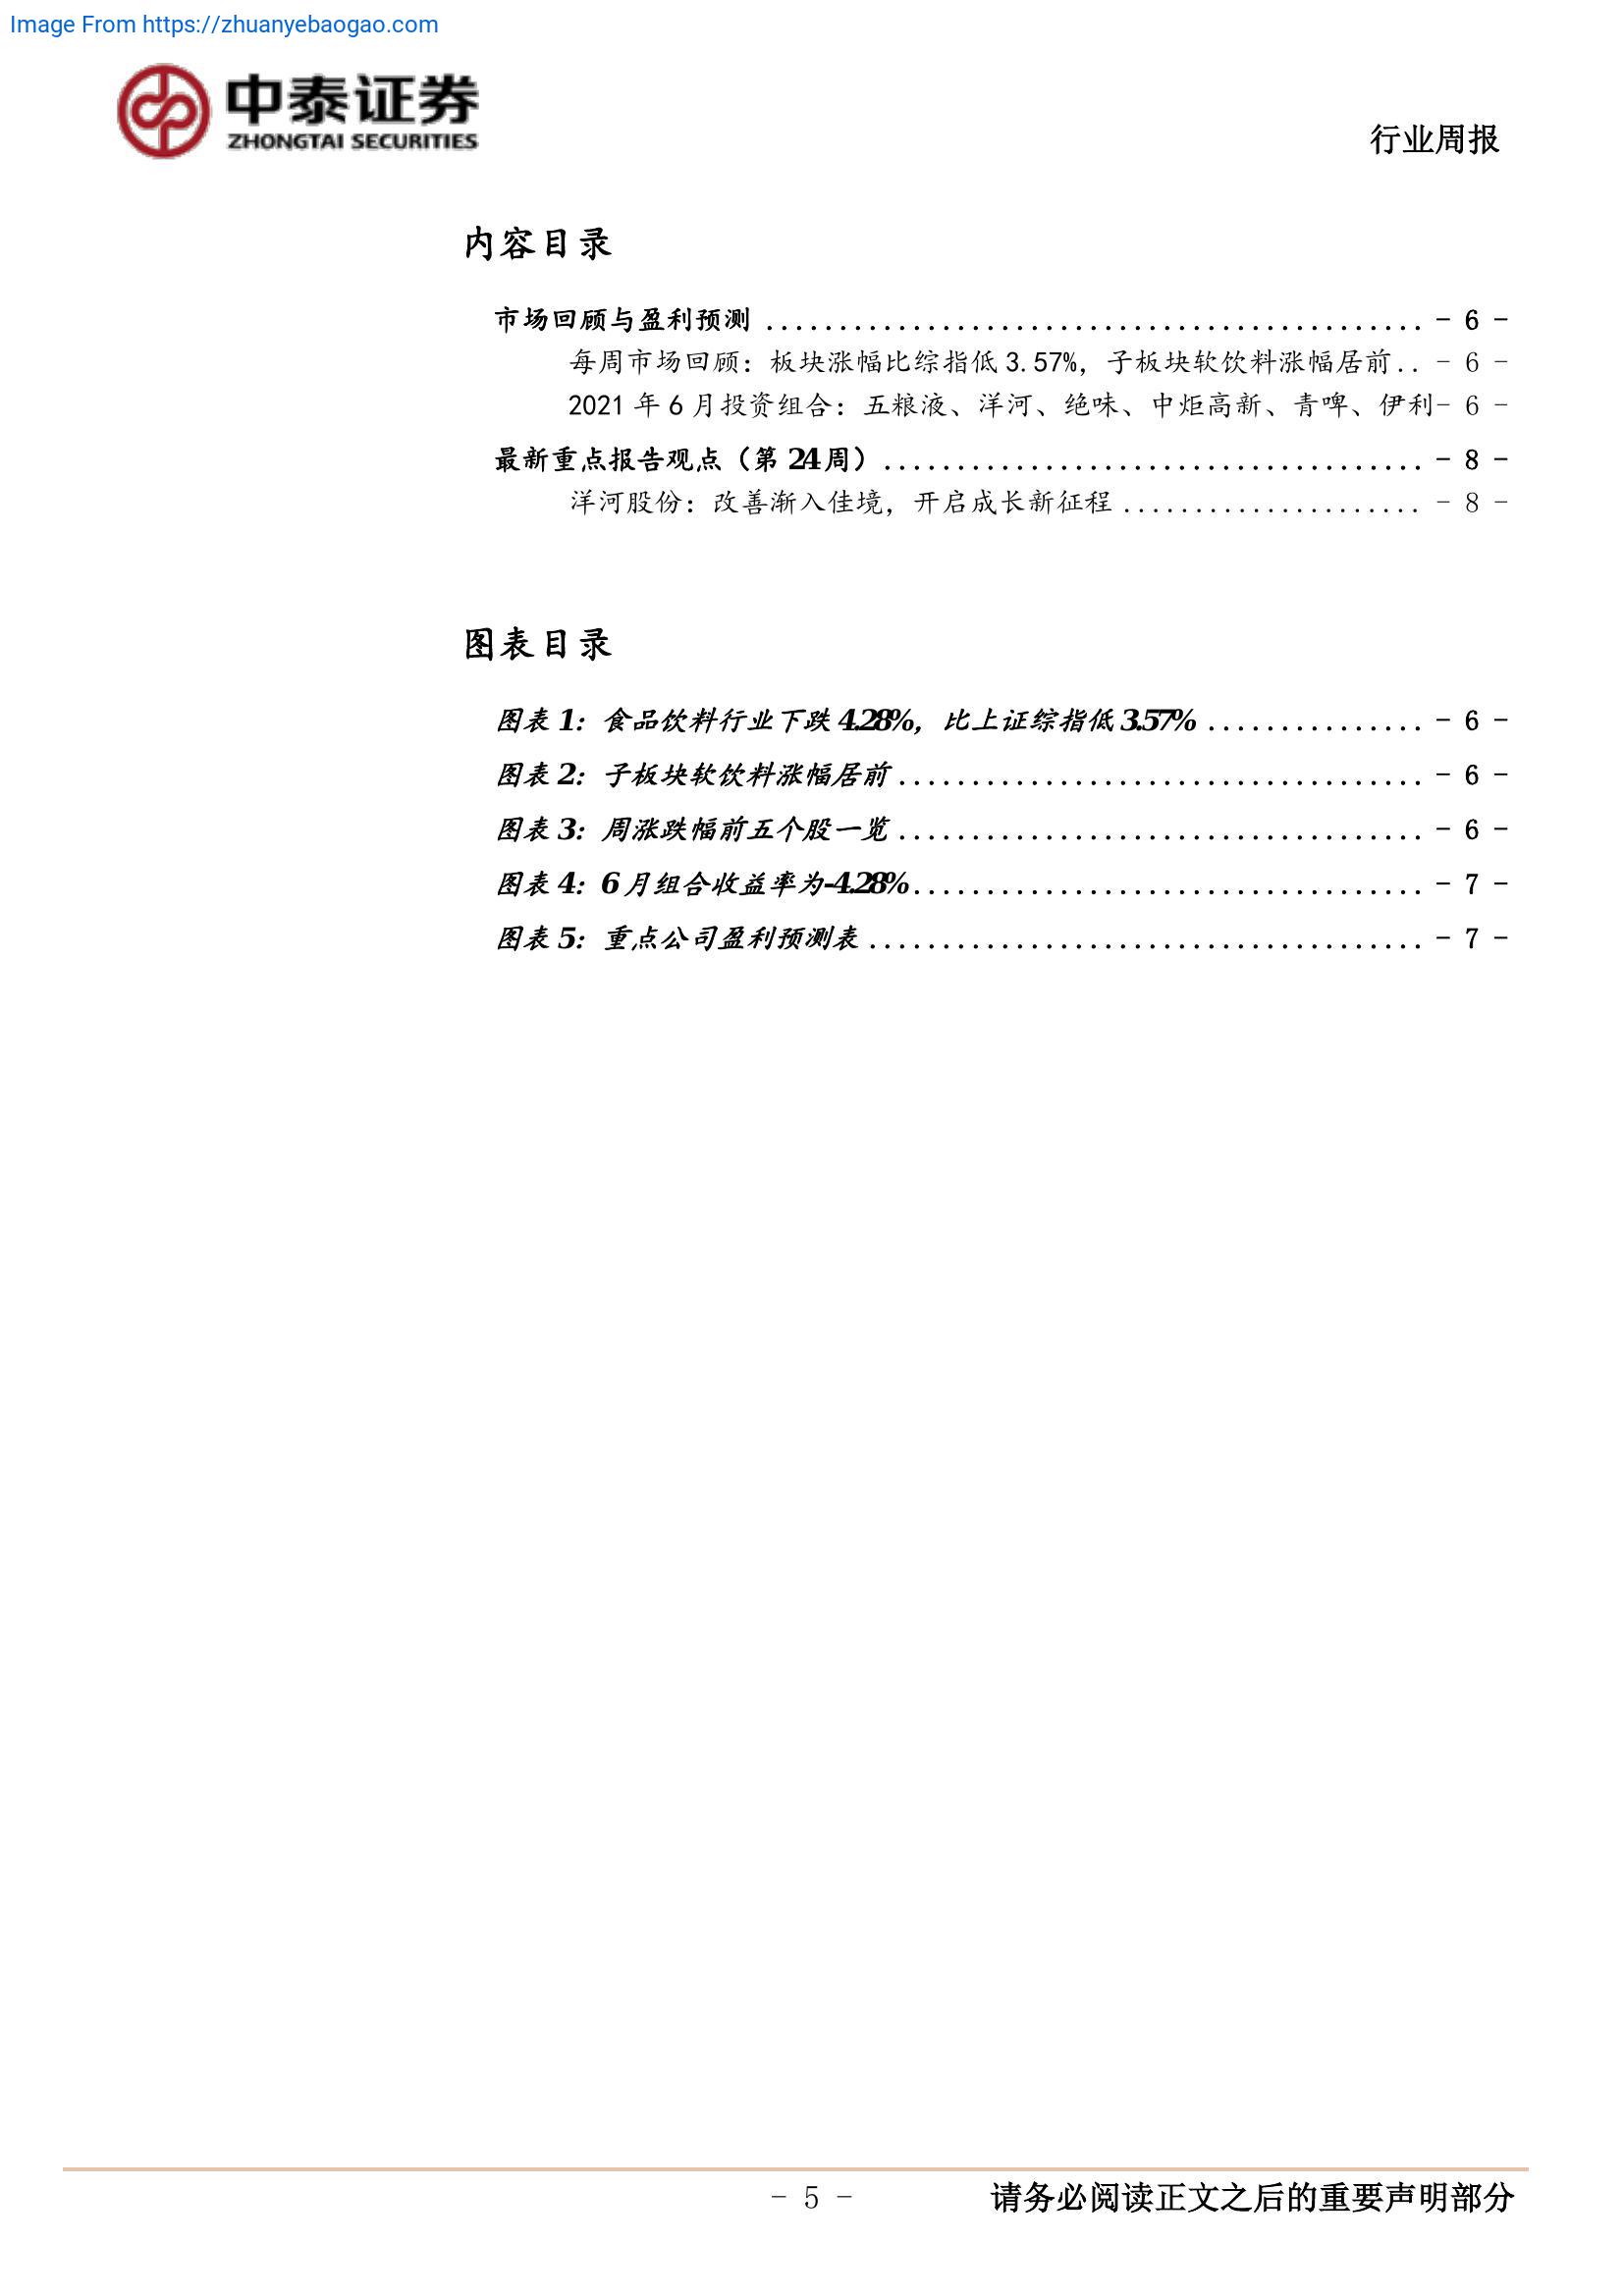 Image From https://zhuanyebaogao.com
中泰证券
ZHONGTAI SECURITIES
行业周报
内容目录
市场回顾与盈利预测 ............................................. - 6 -
每周市场回顾：板块涨幅比综指低 3.57%，子板块软饮料涨幅居前.. - 6 -
2021 年 6 月投资组合：五粮液、洋河、绝味、中炬高新、青啤、伊利- 6 -
最新重点报告观点（第 24 周）..................................... - 8 -
洋河股份：改善渐入佳境，开启成长新征程 ..................... - 8 -
图表目录
图表 1：食品饮料行业下跌 4.28%，比上证综指低 3.57% ............... - 6 -
图表 2：子板块软饮料涨幅居前.................................... - 6 -
图表 3：周涨跌幅前五个股一览.................................... - 6 -
图表 4：6 月组合收益率为-4.28%................................... - 7 -
图表 5：重点公司盈利预测表 ...................................... - 7 -
- 5 -
请务必阅读正文之后的重要声明部分